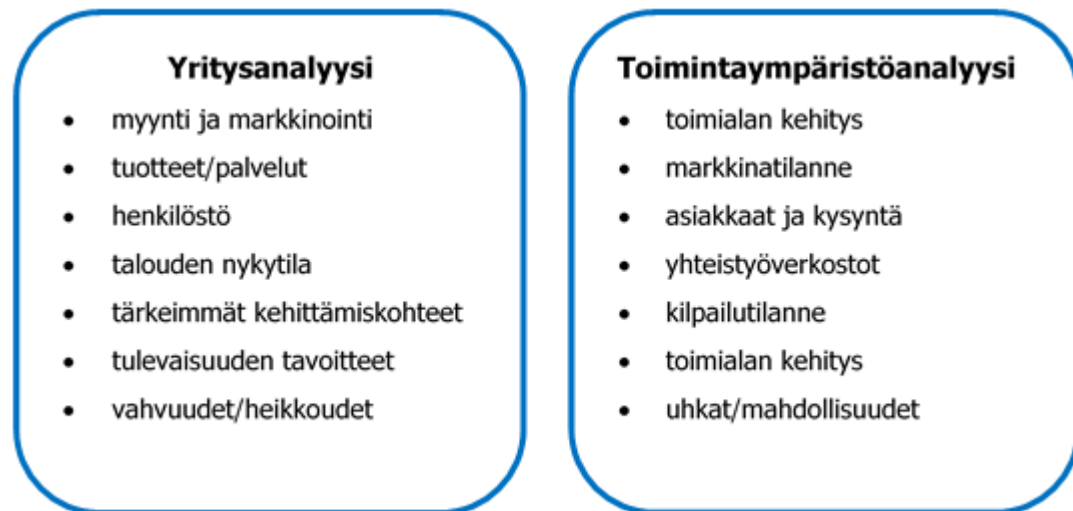 Yritysanalyysi
• myynti ja markkinointi
• tuotteet/palvelut
• henkilöstö
• talouden nykytila
• tärkeimmät kehittämiskohteet
• tulevaisuuden tavoitteet
• vahvuudet/heikkoudet
Toimintaympäristöanalyysi
• toimialan kehitys
• markkinatilanne
• asiakkaat ja kysyntä
• yhteistyöverkostot
• kilpailutilanne
• toimialan kehitys
• uhkat/mahdollisuudet